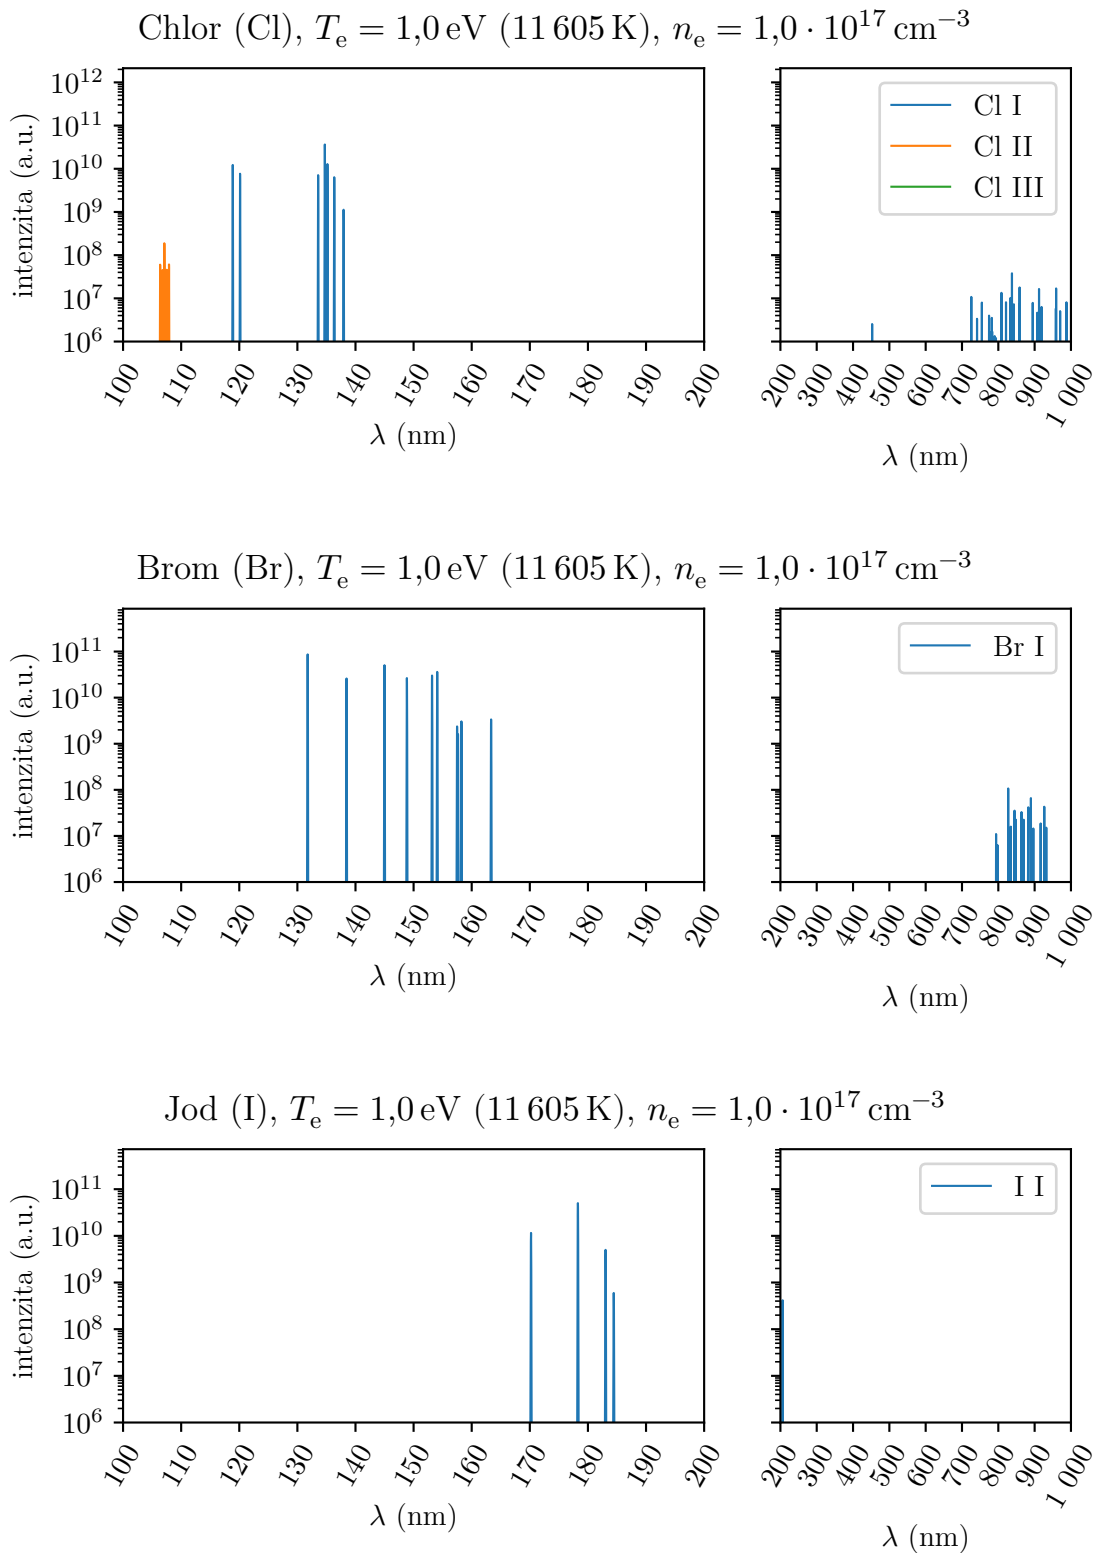 Chlor (Cl), Tₑ = 1,0 eV (11 605 K), nₑ = 1,0 · 10¹⁷ cm⁻³
intenzita (a.u.)
10¹²
10¹¹
10¹⁰
10⁹
10⁸
10⁷
10⁶
100 110 120 130 140 150 160 170 180 190 200
λ (nm)
Cl I
Cl II
Cl III
200 300 400 500 600 700 800 900 1 000
λ (nm)
Brom (Br), Tₑ = 1,0 eV (11 605 K), nₑ = 1,0 · 10¹⁷ cm⁻³
intenzita (a.u.)
10¹¹
10¹⁰
10⁹
10⁸
10⁷
10⁶
100 110 120 130 140 150 160 170 180 190 200
λ (nm)
Br I
200 300 400 500 600 700 800 900 1 000
λ (nm)
Jod (I), Tₑ = 1,0 eV (11 605 K), nₑ = 1,0 · 10¹⁷ cm⁻³
intenzita (a.u.)
10¹¹
10¹⁰
10⁹
10⁸
10⁷
10⁶
100 110 120 130 140 150 160 170 180 190 200
λ (nm)
I I
200 300 400 500 600 700 800 900 1 000
λ (nm)